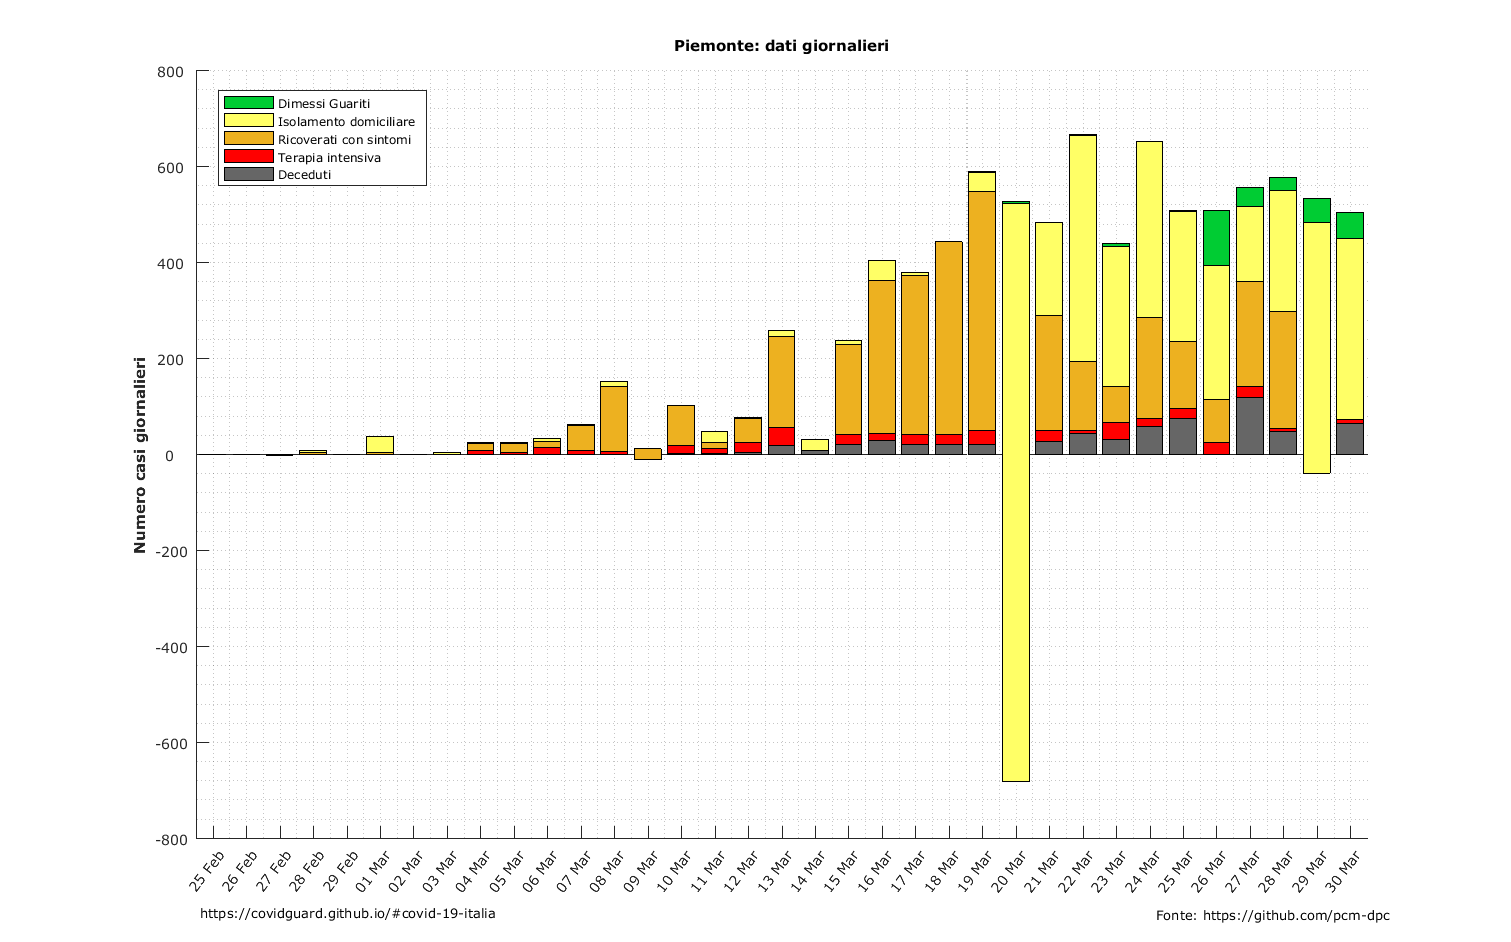 Piemonte: dati giornalieri
Dimessi Guariti
Isolamento domiciliare
Ricoverati con sintomi
Terapia intensiva
Deceduti
Numero casi giornalieri
800
600
400
200
0
-200
-400
-600
-800
25 Feb
26 Feb
27 Feb
28 Feb
29 Feb
01 Mar
02 Mar
03 Mar
04 Mar
05 Mar
06 Mar
07 Mar
08 Mar
09 Mar
10 Mar
11 Mar
12 Mar
13 Mar
14 Mar
15 Mar
16 Mar
17 Mar
18 Mar
19 Mar
20 Mar
21 Mar
22 Mar
23 Mar
24 Mar
25 Mar
26 Mar
27 Mar
28 Mar
29 Mar
30 Mar
https://covidguard.github.io/#covid-19-italia
Fonte: https://github.com/pcm-dpc